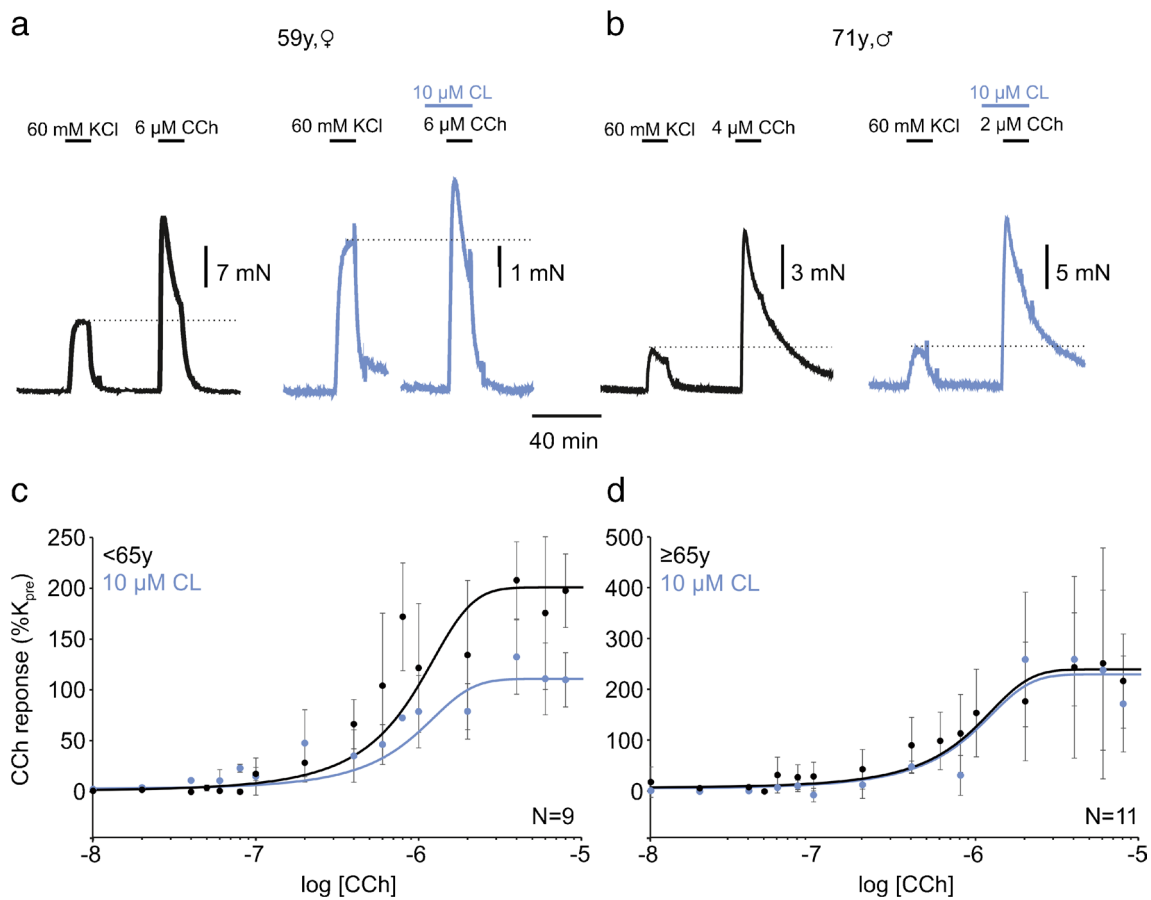 a
59y,♀
b
71y,♂
10 µM CL
10 µM CL
60 mM KCl
6 µM CCh
60 mM KCl
6 µM CCh
60 mM KCl
4 µM CCh
60 mM KCl
2 µM CCh
7 mN
1 mN
3 mN
5 mN
40 min
c
d
250
200
150
100
50
0
<65y
10 µM CL
CCh reponse (%Kpre)
N=9
-8
-7
-6
-5
log [CCh]
500
400
300
200
100
0
≥65y
10 µM CL
N=11
-8
-7
-6
-5
log [CCh]